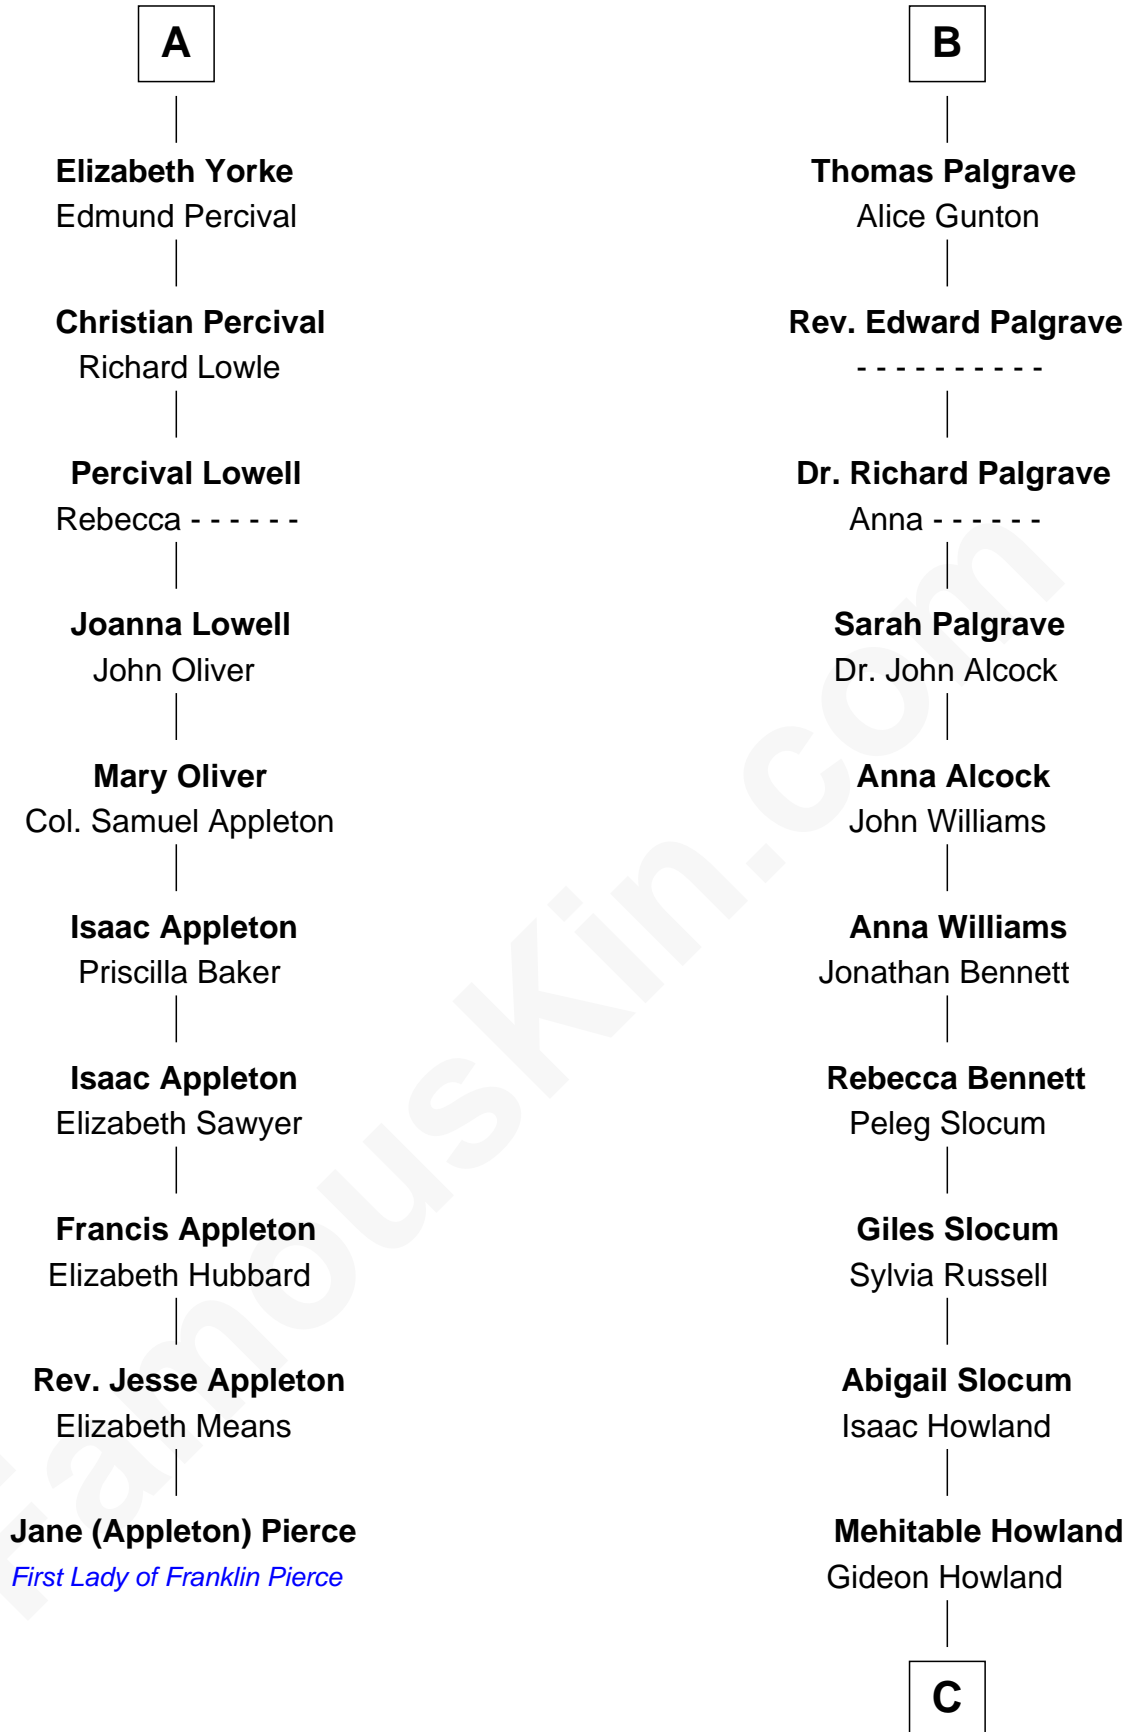 A
Elizabeth Yorke
Edmund Percival
Christian Percival
Richard Lowle
Percival Lowell
Rebecca - - - - - -
Joanna Lowell
John Oliver
Mary Oliver
Col. Samuel Appleton
Isaac Appleton
Priscilla Baker
Isaac Appleton
Elizabeth Sawyer
Francis Appleton
Elizabeth Hubbard
Rev. Jesse Appleton
Elizabeth Means
Jane (Appleton) Pierce
First Lady of Franklin Pierce
B
Thomas Palgrave
Alice Gunton
Rev. Edward Palgrave
- - - - - - - - - -
Dr. Richard Palgrave
Anna - - - - - -
Sarah Palgrave
Dr. John Alcock
Anna Alcock
John Williams
Anna Williams
Jonathan Bennett
Rebecca Bennett
Peleg Slocum
Giles Slocum
Sylvia Russell
Abigail Slocum
Isaac Howland
Mehitable Howland
Gideon Howland
C
FamousKin.com